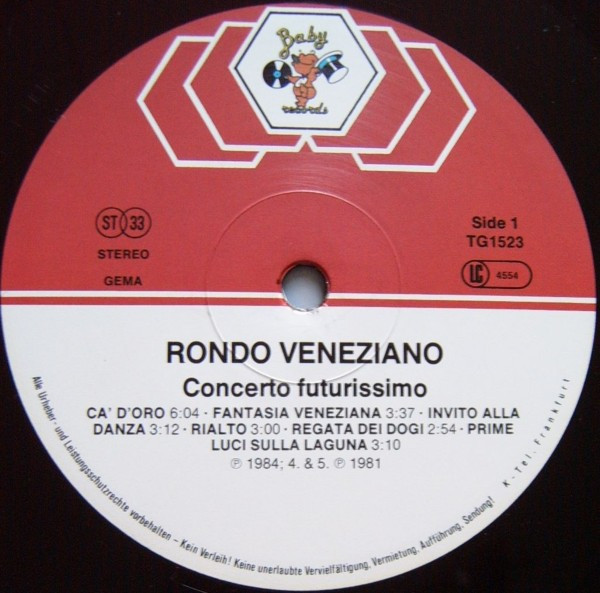 Baby
records
ST 33
STEREO
GEMA
Side 1
TG1523
LC 4554
RONDO VENEZIANO
Concerto futurissimo
CA' D'ORO 6:04 · FANTASIA VENEZIANA 3:37 · INVITO ALLA
DANZA 3:12 · RIALTO 3:00 · REGATA DEI DOGI 2:54 · PRIME
LUCI SULLA LAGUNA 3:10
℗ 1984; 4. & 5. ℗ 1981
Alle Urheber- und Leistungsschutzrechte vorbehalten – Kein Verleih! Keine unerlaubte Vervielfältigung, Vermietung, Aufführung, Sendung!
K-Tel, Frankfurt